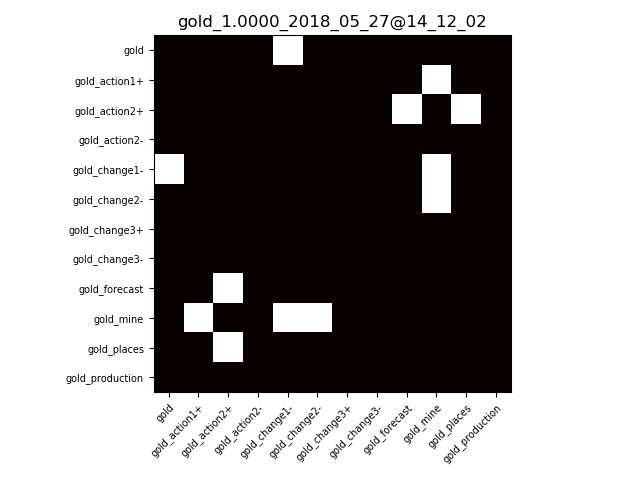 gold_1.0000_2018_05_27@14_12_02
gold
gold_action1+
gold_action2+
gold_action2-
gold_change1-
gold_change2-
gold_change3+
gold_change3-
gold_forecast
gold_mine
gold_places
gold_production
gold
gold_action1+
gold_action2+
gold_action2-
gold_change1-
gold_change2-
gold_change3+
gold_change3-
gold_forecast
gold_mine
gold_places
gold_production